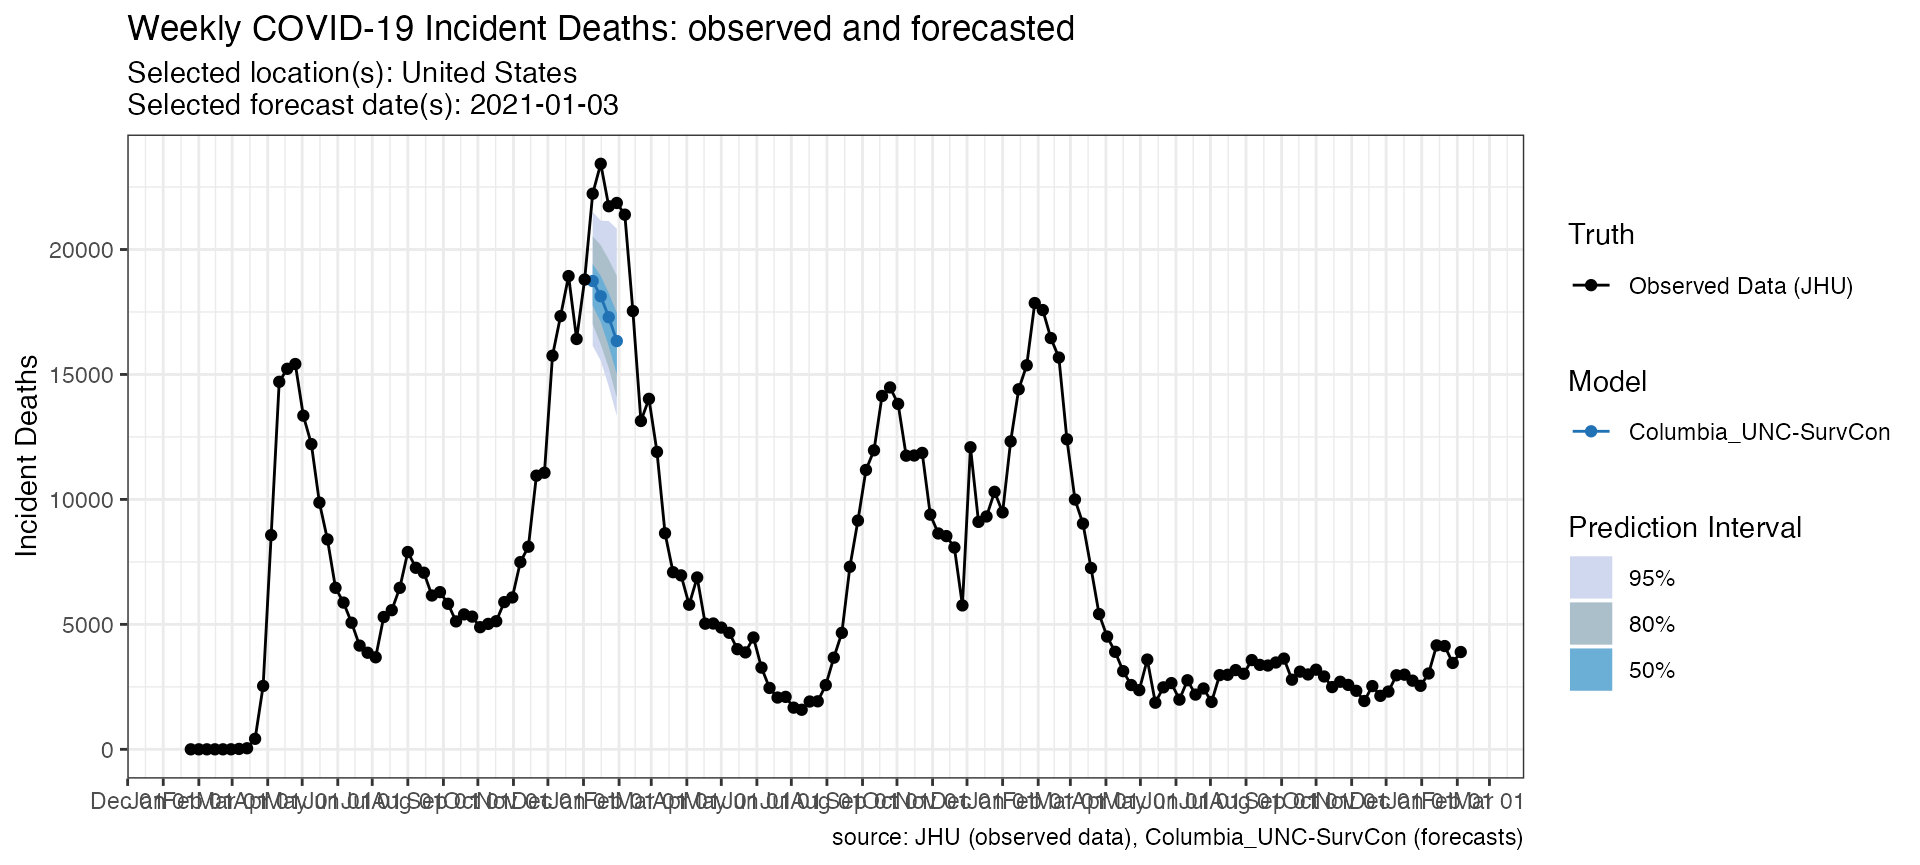 Weekly COVID-19 Incident Deaths: observed and forecasted
Selected location(s): United States
Selected forecast date(s): 2021-01-03
Incident Deaths
20000
15000
10000
5000
0
Truth
Observed Data (JHU)
Model
Columbia_UNC-SurvCon
Prediction Interval
95%
80%
50%
source: JHU (observed data), Columbia_UNC-SurvCon (forecasts)